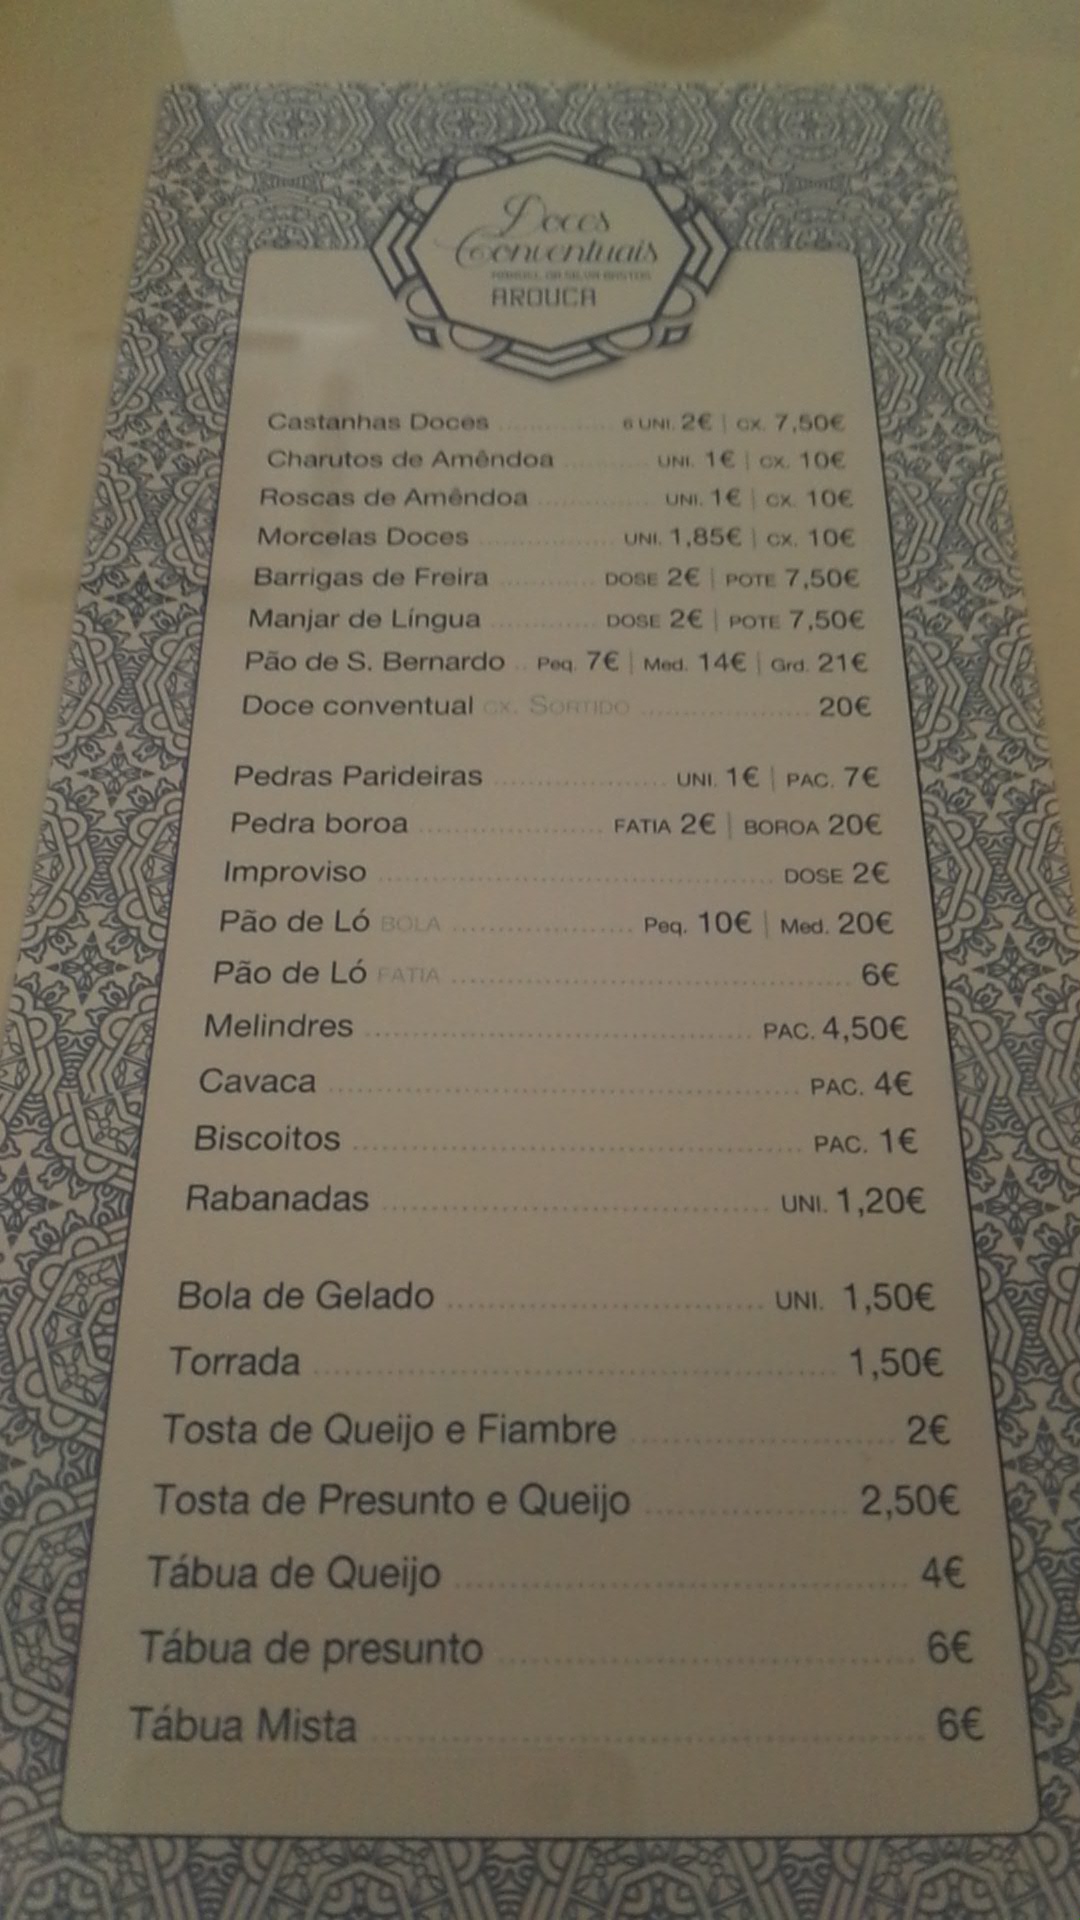 Doces
Conventuais
MANUEL DA SILVA BASTOS
AROUCA
Castanhas Doces ............... 6 UNI. 2€ | CX. 7,50€
Charutos de Amêndoa ........... UNI. 1€ | CX. 10€
Roscas de Amêndoa ............... UNI. 1€ | CX. 10€
Morcelas Doces .................. UNI. 1,85€ | CX. 10€
Barrigas de Freira ............ DOSE 2€ | POTE 7,50€
Manjar de Língua ............. DOSE 2€ | POTE 7,50€
Pão de S. Bernardo .. Peq. 7€ | Med. 14€ | Grd. 21€
Doce conventual CX. SORTIDO ..................... 20€
Pedras Parideiras ..................... UNI. 1€ | PAC. 7€
Pedra boroa ...................... FATIA 2€ | BOROA 20€
Improviso ............................................... DOSE 2€
Pão de Ló BOLA ..................... Peq. 10€ | Med. 20€
Pão de Ló FATIA ................................................ 6€
Melindres ............................................. PAC. 4,50€
Cavaca ...................................................... PAC. 4€
Biscoitos .................................................... PAC. 1€
Rabanadas ............................................ UNI. 1,20€
Bola de Gelado .................................. UNI. 1,50€
Torrada ...................................................... 1,50€
Tosta de Queijo e Fiambre ............................. 2€
Tosta de Presunto e Queijo ...................... 2,50€
Tábua de Queijo ............................................. 4€
Tábua de presunto ......................................... 6€
Tábua Mista .................................................... 6€